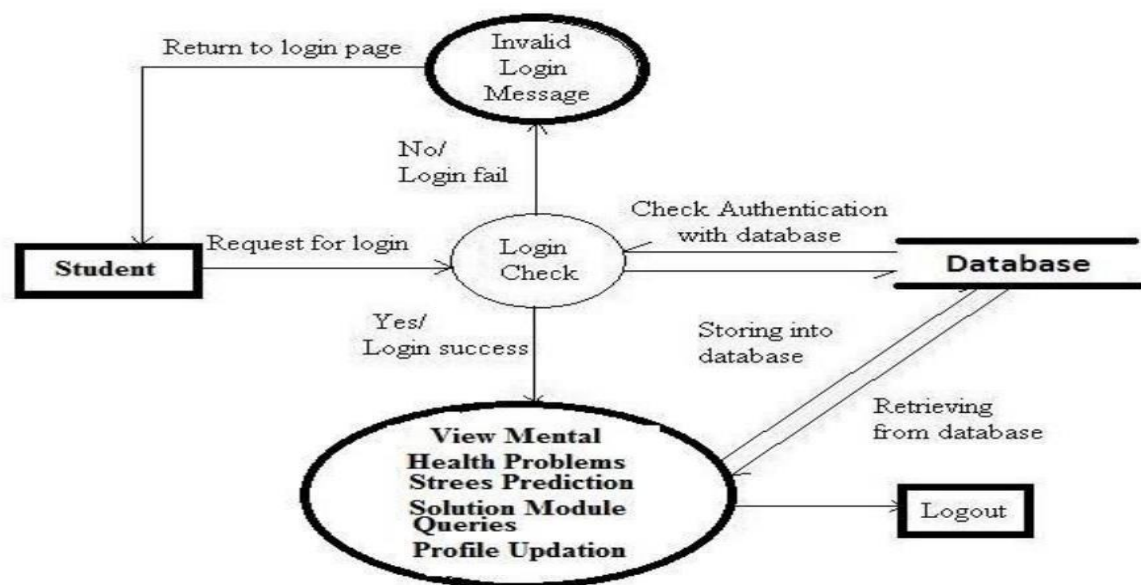 Return to login page
Invalid
Login
Message
No/
Login fail
Check Authentication
with database
Student
Request for login
Login
Check
Database
Yes/
Login success
Storing into
database
View Mental
Health Problems
Strees Prediction
Solution Module
Queries
Profile Updation
Retrieving
from database
Logout